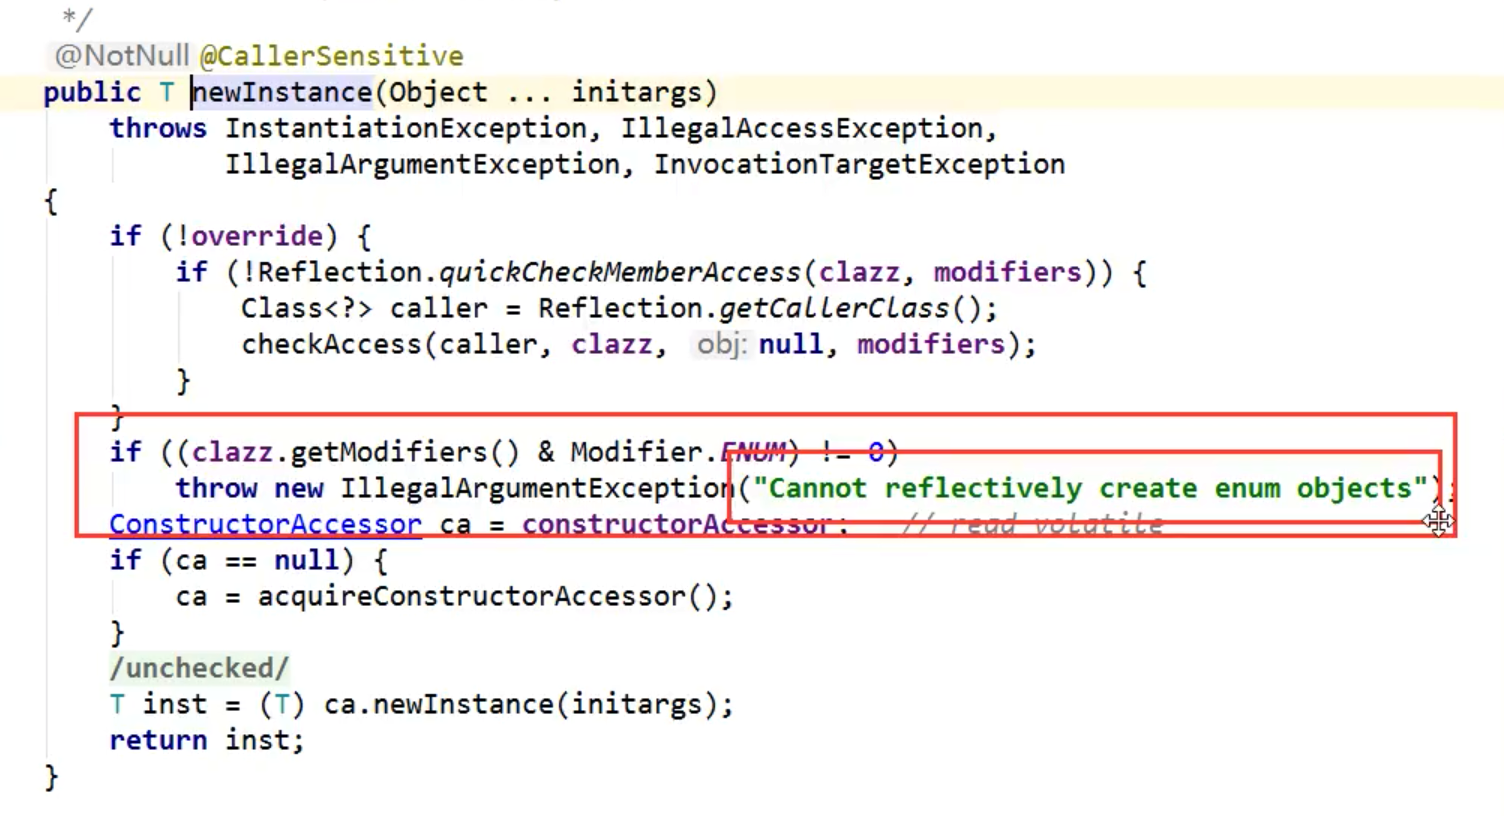 */
@NotNull @CallerSensitive
public T newInstance(Object ... initargs)
throws InstantiationException, IllegalAccessException,
IllegalArgumentException, InvocationTargetException
{
if (!override) {
if (!Reflection.quickCheckMemberAccess(clazz, modifiers)) {
Class<?> caller = Reflection.getCallerClass();
checkAccess(caller, clazz, obj: null, modifiers);
}
}
if ((clazz.getModifiers() & Modifier.ENUM) != 0)
throw new IllegalArgumentException("Cannot reflectively create enum objects");
ConstructorAccessor ca = constructorAccessor; // read volatile
if (ca == null) {
ca = acquireConstructorAccessor();
}
/unchecked/
T inst = (T) ca.newInstance(initargs);
return inst;
}